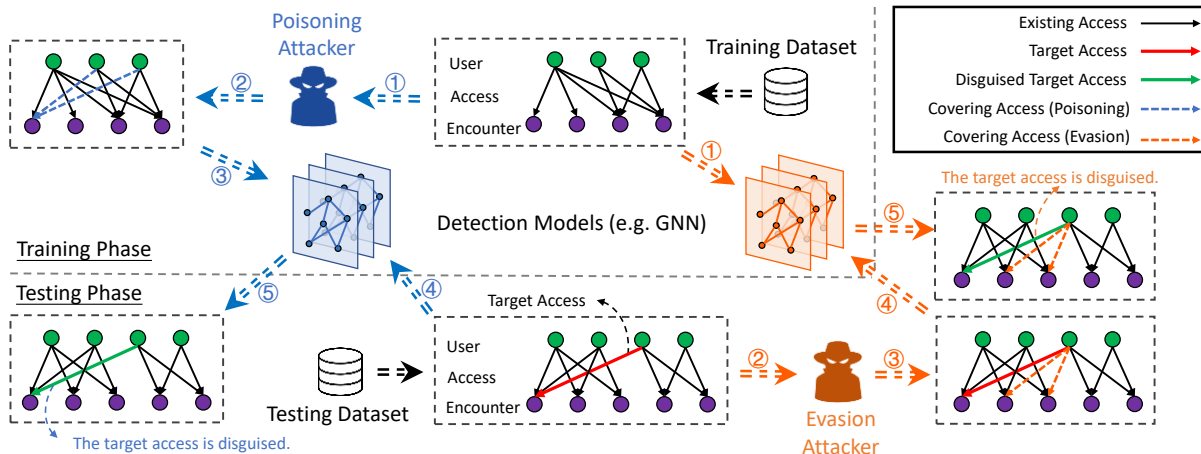 Poisoning
Attacker
②
①
③
User
Access
Encounter
Training Dataset
①
Existing Access
Target Access
Disguised Target Access
Covering Access (Poisoning)
Covering Access (Evasion)
The target access is disguised.
Detection Models (e.g. GNN)
⑤
Training Phase
Testing Phase
⑤
④
④
Target Access
User
Access
Encounter
Testing Dataset
②
③
Evasion
Attacker
The target access is disguised.